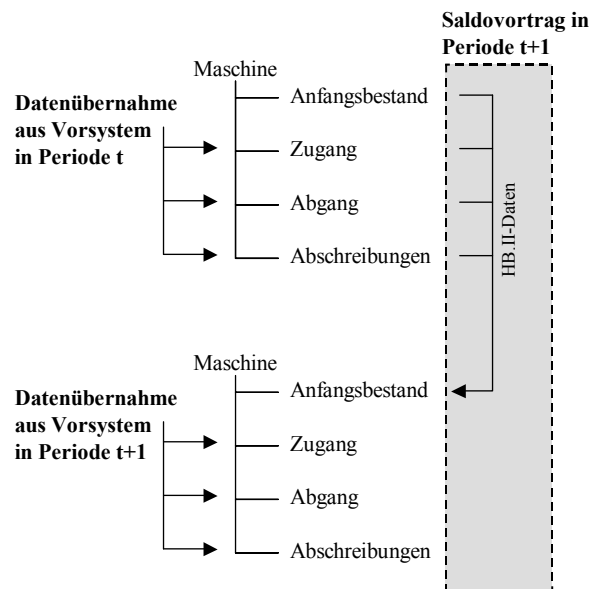 Saldovortrag in
Periode t+1
Maschine
Anfangsbestand
Datenübernahme
aus Vorsystem
in Periode t
Zugang
Abgang
Abschreibungen
HB.II-Daten
Maschine
Anfangsbestand
Datenübernahme
aus Vorsystem
in Periode t+1
Zugang
Abgang
Abschreibungen